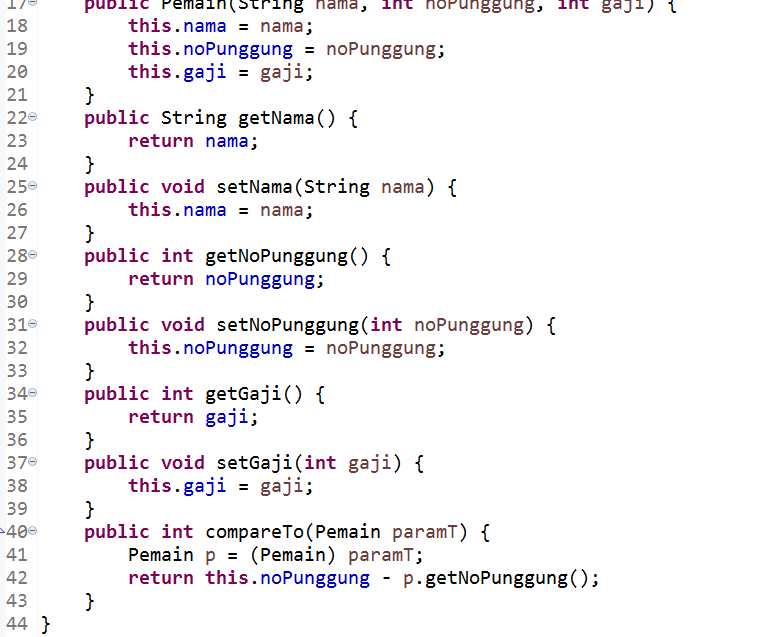 17 public Pemain(String nama, int noPunggung, int gaji) {
18 this.nama = nama;
19 this.noPunggung = noPunggung;
20 this.gaji = gaji;
21 }
22 public String getNama() {
23 return nama;
24 }
25 public void setNama(String nama) {
26 this.nama = nama;
27 }
28 public int getNoPunggung() {
29 return noPunggung;
30 }
31 public void setNoPunggung(int noPunggung) {
32 this.noPunggung = noPunggung;
33 }
34 public int getGaji() {
35 return gaji;
36 }
37 public void setGaji(int gaji) {
38 this.gaji = gaji;
39 }
40 public int compareTo(Pemain paramT) {
41 Pemain p = (Pemain) paramT;
42 return this.noPunggung - p.getNoPunggung();
43 }
44 }